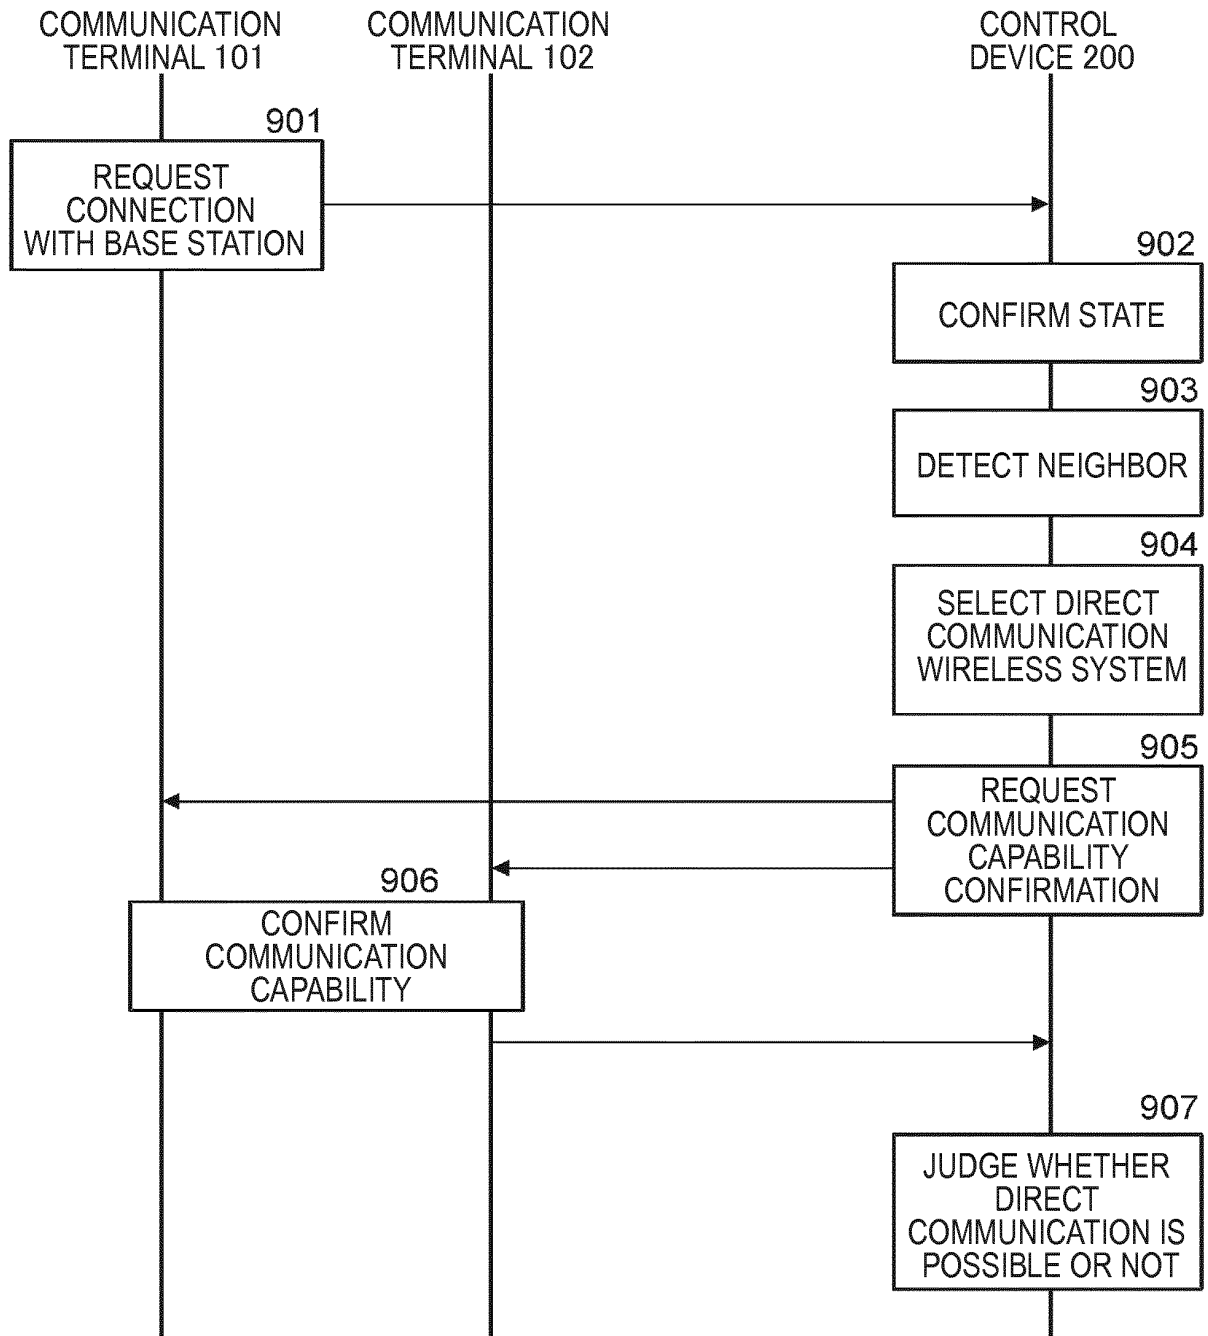 COMMUNICATION
TERMINAL 101
COMMUNICATION
TERMINAL 102
CONTROL
DEVICE 200
901
REQUEST
CONNECTION
WITH BASE STATION
902
CONFIRM STATE
903
DETECT NEIGHBOR
904
SELECT DIRECT
COMMUNICATION
WIRELESS SYSTEM
905
REQUEST
COMMUNICATION
CAPABILITY
CONFIRMATION
906
CONFIRM
COMMUNICATION
CAPABILITY
907
JUDGE WHETHER
DIRECT
COMMUNICATION IS
POSSIBLE OR NOT